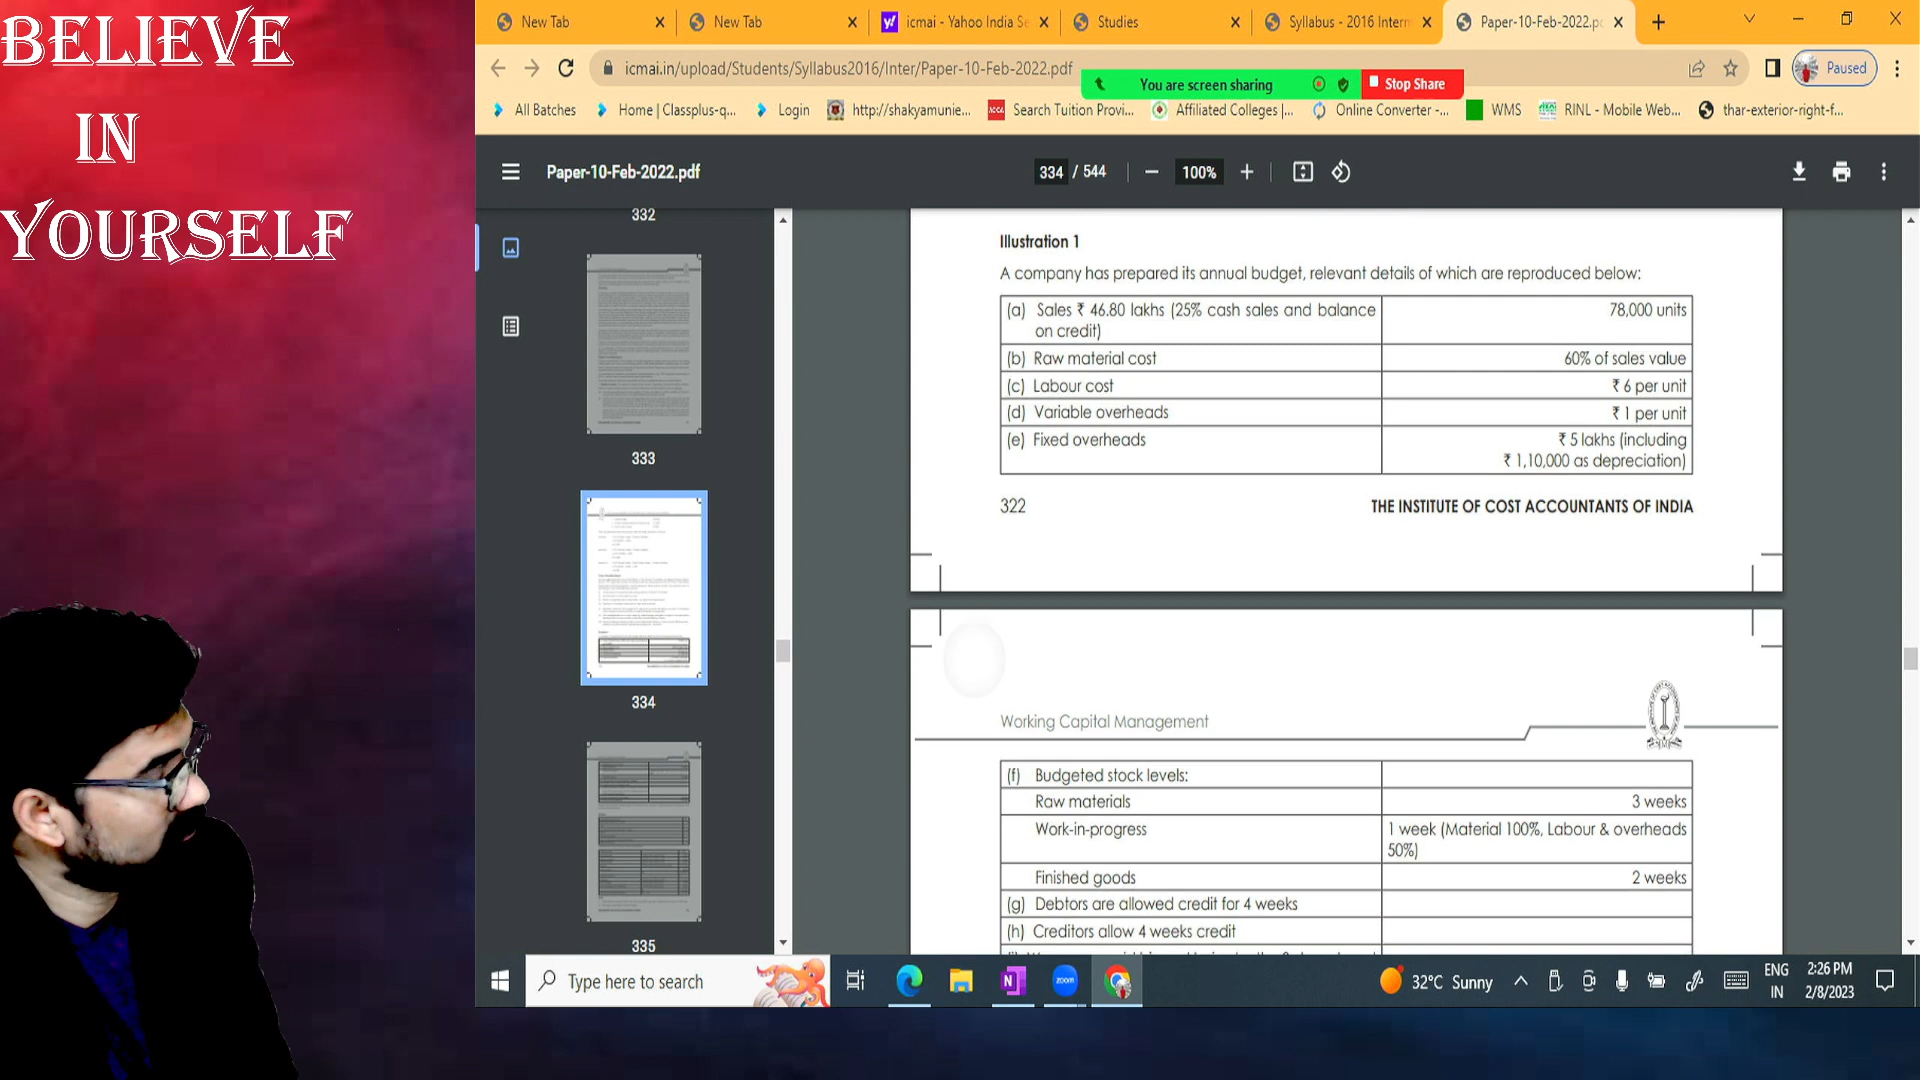 BELIEVE
IN
YOURSELF
New Tab
New Tab
icmai - Yahoo India Se
Studies
Syllabus - 2016 Interm
Paper-10-Feb-2022.p
icmai.in/upload/Students/Syllabus2016/Inter/Paper-10-Feb-2022.pdf
You are screen sharing
Stop Share
Paused
All Batches
Home | Classplus-q...
Login
http://shakyamunie...
Search Tuition Provi...
Affiliated Colleges |...
Online Converter -...
WMS
RINL - Mobile Web...
thar-exterior-right-f...
Paper-10-Feb-2022.pdf
334 / 544
100%
332
333
334
335
Illustration 1
A company has prepared its annual budget, relevant details of which are reproduced below:
(a) Sales ₹ 46.80 lakhs (25% cash sales and balance
on credit)
78,000 units
(b) Raw material cost
60% of sales value
(c) Labour cost
₹ 6 per unit
(d) Variable overheads
₹ 1 per unit
(e) Fixed overheads
₹ 5 lakhs (including
₹ 1,10,000 as depreciation)
322
THE INSTITUTE OF COST ACCOUNTANTS OF INDIA
Working Capital Management
(f) Budgeted stock levels:
Raw materials
3 weeks
Work-in-progress
1 week (Material 100%, Labour & overheads
50%)
Finished goods
2 weeks
(g) Debtors are allowed credit for 4 weeks
(h) Creditors allow 4 weeks credit
Type here to search
zoom
32°C Sunny
ENG
IN
2:26 PM
2/8/2023